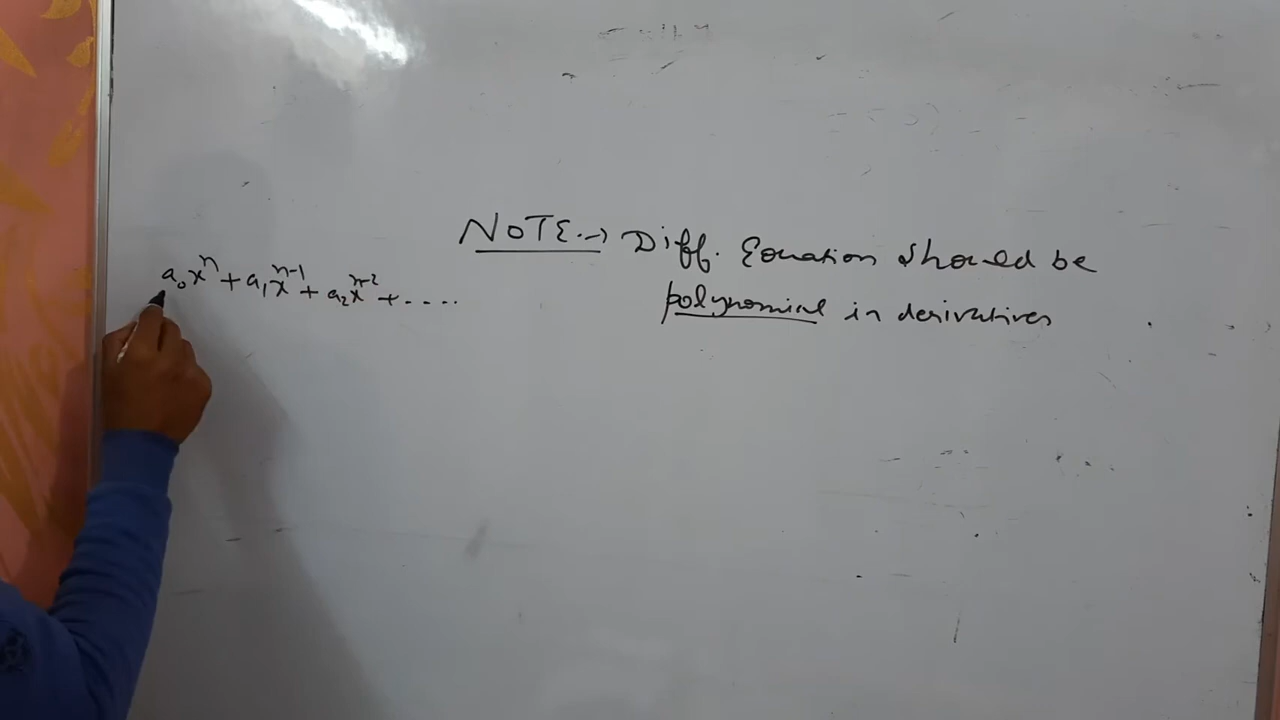 NOTE:→ Diff. Equation should be
polynomial in derivatives
a₀xⁿ + a₁xⁿ⁻¹ + a₂xⁿ⁻² + ....